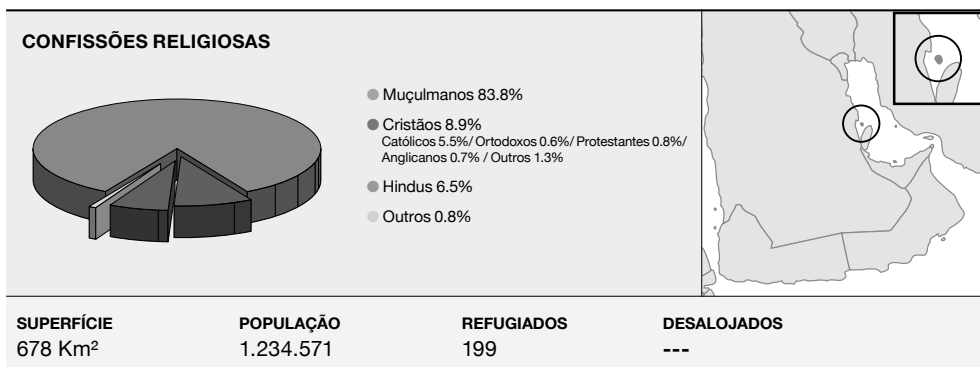 CONFISSÕES RELIGIOSAS
Muçulmanos 83.8%
Cristãos 8.9%
Católicos 5.5%/ Ortodoxos 0.6%/ Protestantes 0.8%/
Anglicanos 0.7% / Outros 1.3%
Hindus 6.5%
Outros 0.8%
SUPERFÍCIE POPULAÇÃO REFUGIADOS DESALOJADOS
678 Km² 1.234.571 199 ---